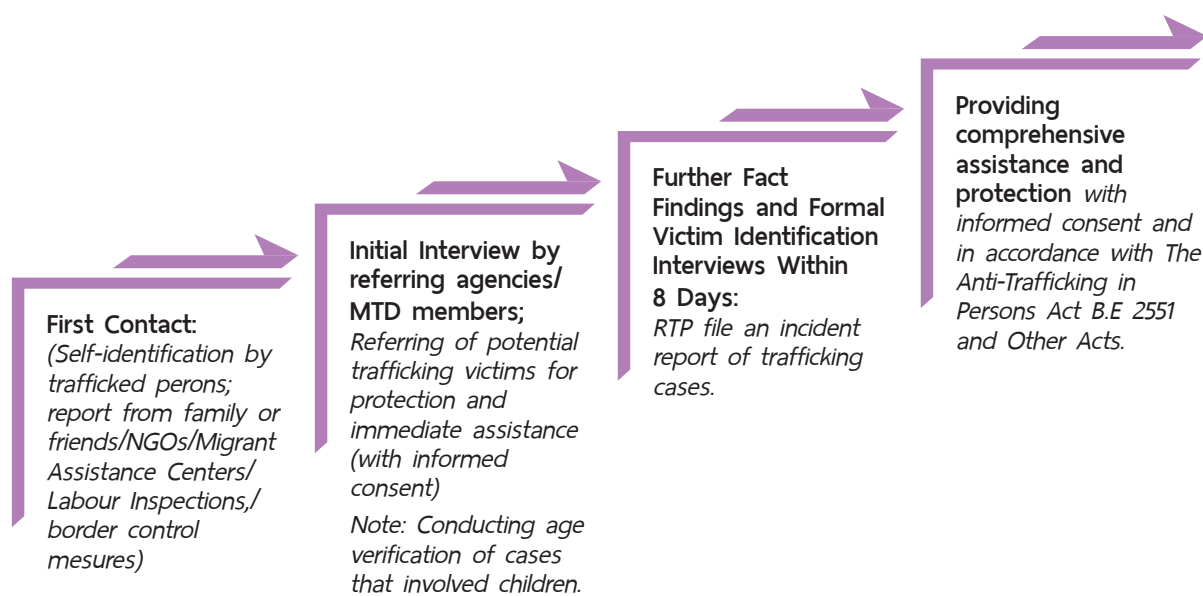 First Contact:
(Self-identification by
trafficked perons;
report from family or
friends/NGOs/Migrant
Assistance Centers/
Labour Inspections,/
border control
mesures)
Initial Interview by
referring agencies/
MTD members;
Referring of potential
trafficking victims for
protection and
immediate assistance
(with informed
consent)
Note: Conducting age
verification of cases
that involved children.
Further Fact
Findings and Formal
Victim Identification
Interviews Within
8 Days:
RTP file an incident
report of trafficking
cases.
Providing
comprehensive
assistance and
protection with
informed consent and
in accordance with The
Anti-Trafficking in
Persons Act B.E 2551
and Other Acts.